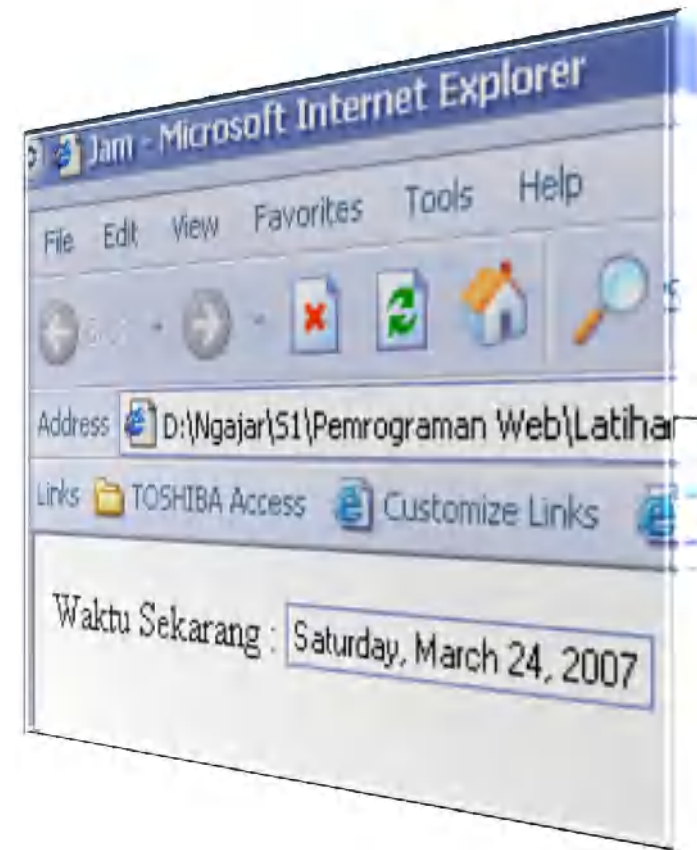 Jam - Microsoft Internet Explorer
File Edit View Favorites Tools Help
Address D:\Ngajar\S1\Pemrograman Web\Latihan
Links TOSHIBA Access Customize Links
Waktu Sekarang : Saturday, March 24, 2007